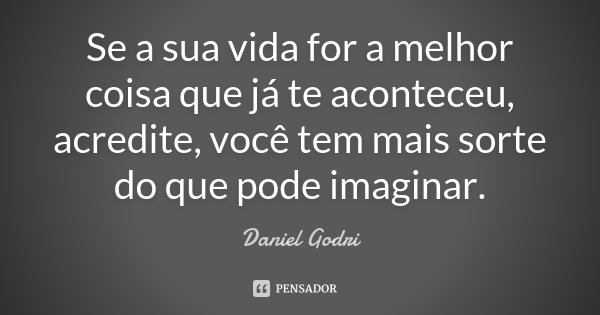 Se a sua vida for a melhor
coisa que já te aconteceu,
acredite, você tem mais sorte
do que pode imaginar.
Daniel Godri
PENSADOR